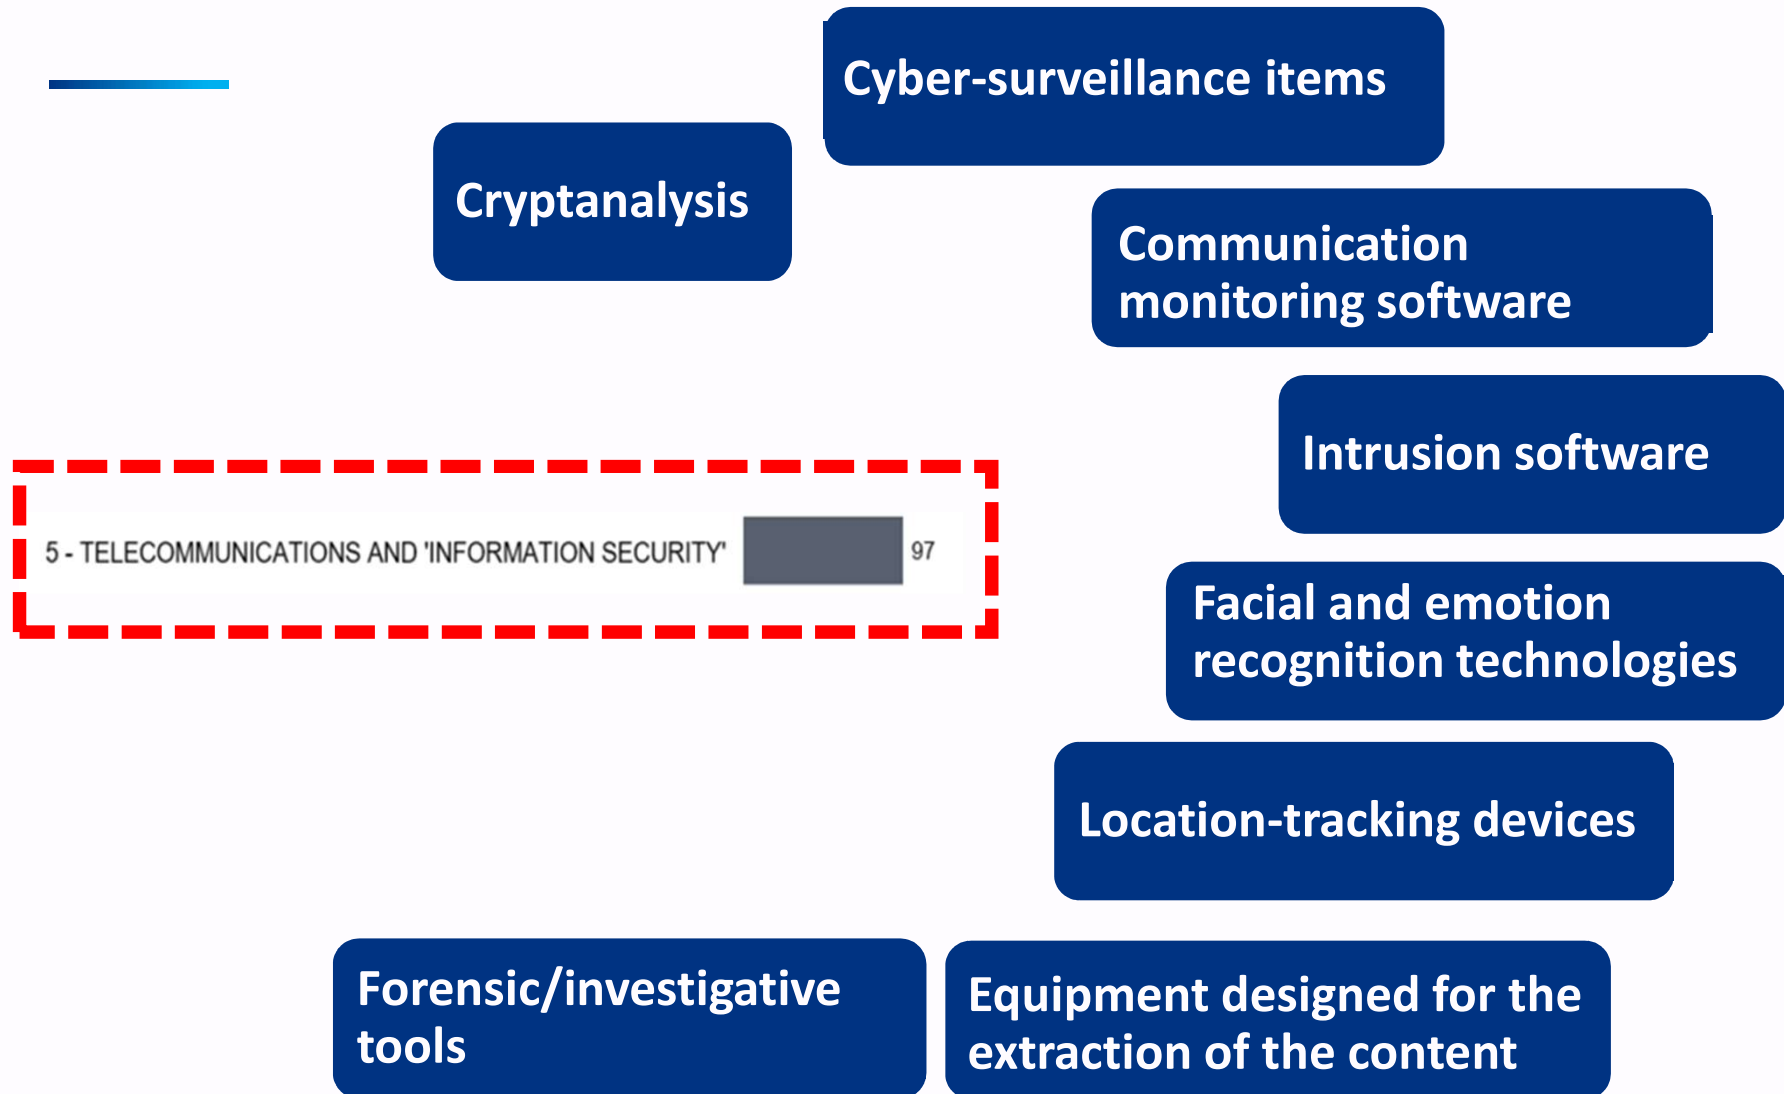 Cyber-surveillance items
Cryptanalysis
Communication
monitoring software
Intrusion software
5 - TELECOMMUNICATIONS AND 'INFORMATION SECURITY' 97
Facial and emotion
recognition technologies
Location-tracking devices
Forensic/investigative
tools
Equipment designed for the
extraction of the content